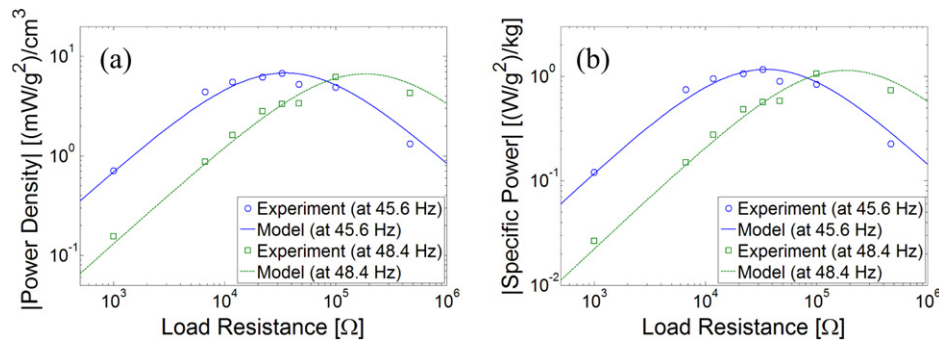 (a)
|Power Density| [(mW/g²)/cm³
10¹
10⁰
10⁻¹
Experiment (at 45.6 Hz)
Model (at 45.6 Hz)
Experiment (at 48.4 Hz)
Model (at 48.4 Hz)
10³
10⁴
10⁵
10⁶
Load Resistance [Ω]
(b)
|Specific Power| [(W/g²)/kg]
10⁰
10⁻¹
10⁻²
Experiment (at 45.6 Hz)
Model (at 45.6 Hz)
Experiment (at 48.4 Hz)
Model (at 48.4 Hz)
10³
10⁴
10⁵
10⁶
Load Resistance [Ω]